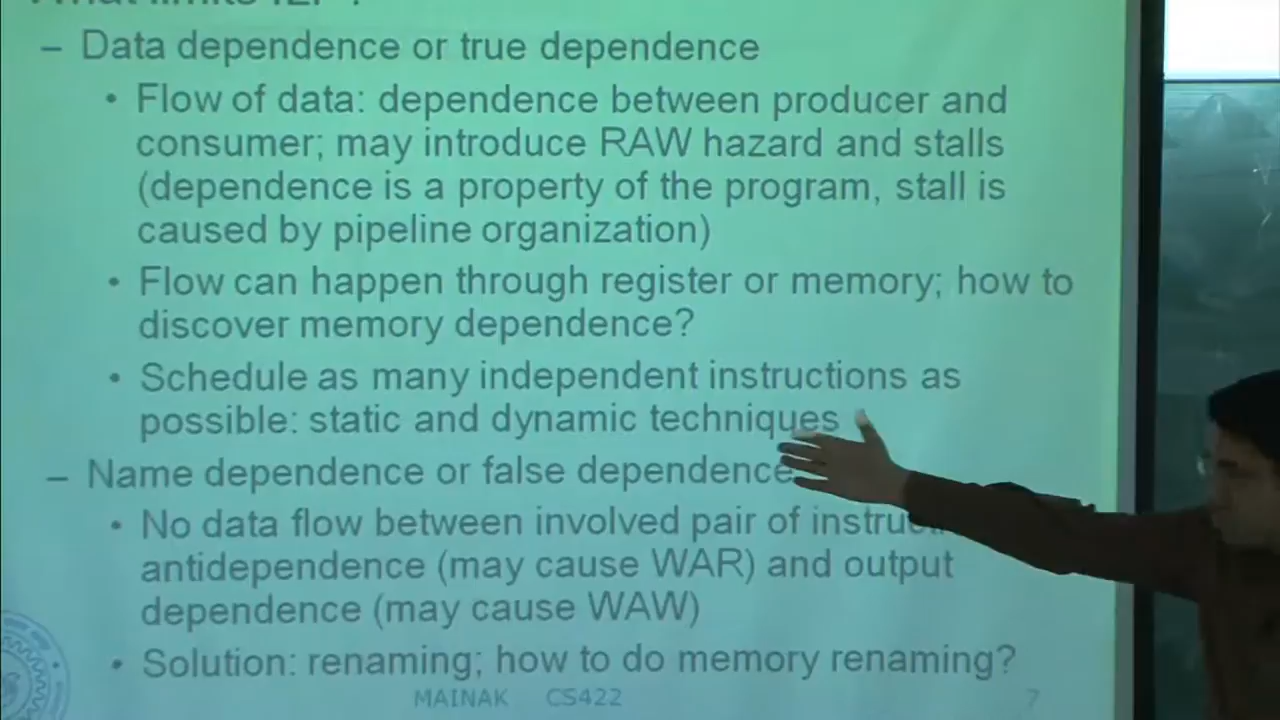 – Data dependence or true dependence
• Flow of data: dependence between producer and
consumer; may introduce RAW hazard and stalls
(dependence is a property of the program, stall is
caused by pipeline organization)
• Flow can happen through register or memory; how to
discover memory dependence?
• Schedule as many independent instructions as
possible: static and dynamic techniques
– Name dependence or false dependence
• No data flow between involved pair of
antidependence (may cause WAR) and output
dependence (may cause WAW)
• Solution: renaming; how to do memory renaming?
MAINAK CS422 7